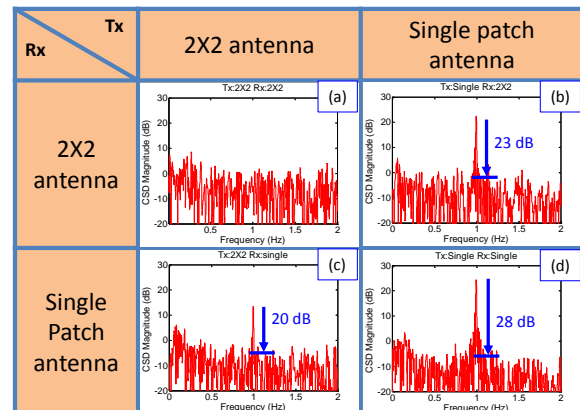 Tx
Rx
2X2 antenna
Single patch
antenna
2X2
antenna
Tx:2X2 Rx:2X2
(a)
CSD Magnitude (dB)
30
20
10
0
-10
-20
0.5
1
1.5
2
Frequency (Hz)
Tx:Single Rx:2X2
(b)
23 dB
CSD Magnitude (dB)
30
20
10
0
-10
-20
0
0.5
1
1.5
2
Frequency (Hz)
Single
Patch
antenna
Tx:2X2 Rx:single
(c)
20 dB
CSD Magnitude (dB)
30
20
10
0
-10
-20
0
0.5
1
1.5
2
Frequency (Hz)
Tx:Single Rx:Single
(d)
28 dB
CSD Magnitude (dB)
30
20
10
0
-10
-20
0
0.5
1
1.5
2
Frequency (Hz)